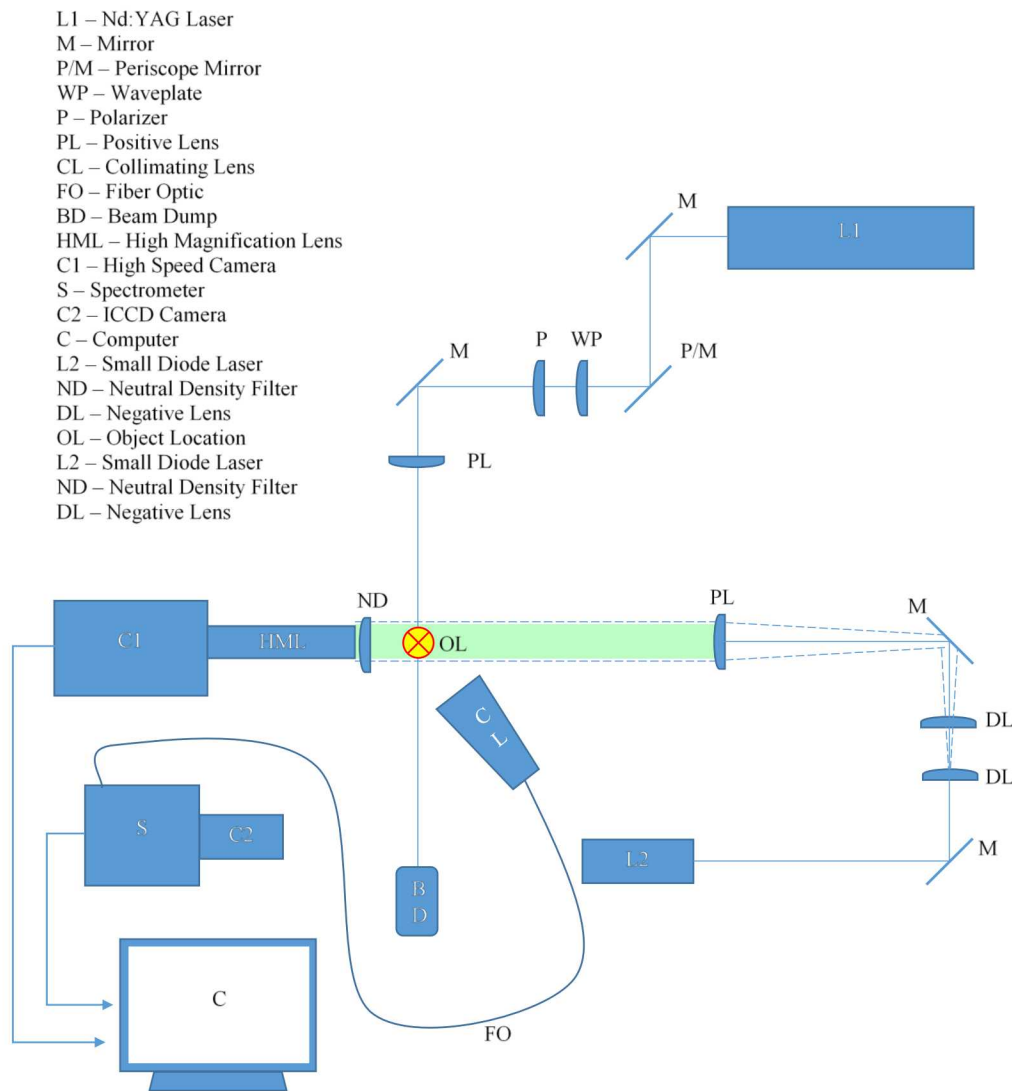 L1 – Nd:YAG Laser
M – Mirror
P/M – Periscope Mirror
WP – Waveplate
P – Polarizer
PL – Positive Lens
CL – Collimating Lens
FO – Fiber Optic
BD – Beam Dump
HML – High Magnification Lens
C1 – High Speed Camera
S – Spectrometer
C2 – ICCD Camera
C – Computer
L2 – Small Diode Laser
ND – Neutral Density Filter
DL – Negative Lens
OL – Object Location
L2 – Small Diode Laser
ND – Neutral Density Filter
DL – Negative Lens
M
L1
M
P
WP
P/M
PL
ND
PL
M
C1
HML
OL
C
L
DL
DL
S
C2
L2
M
B
D
C
FO